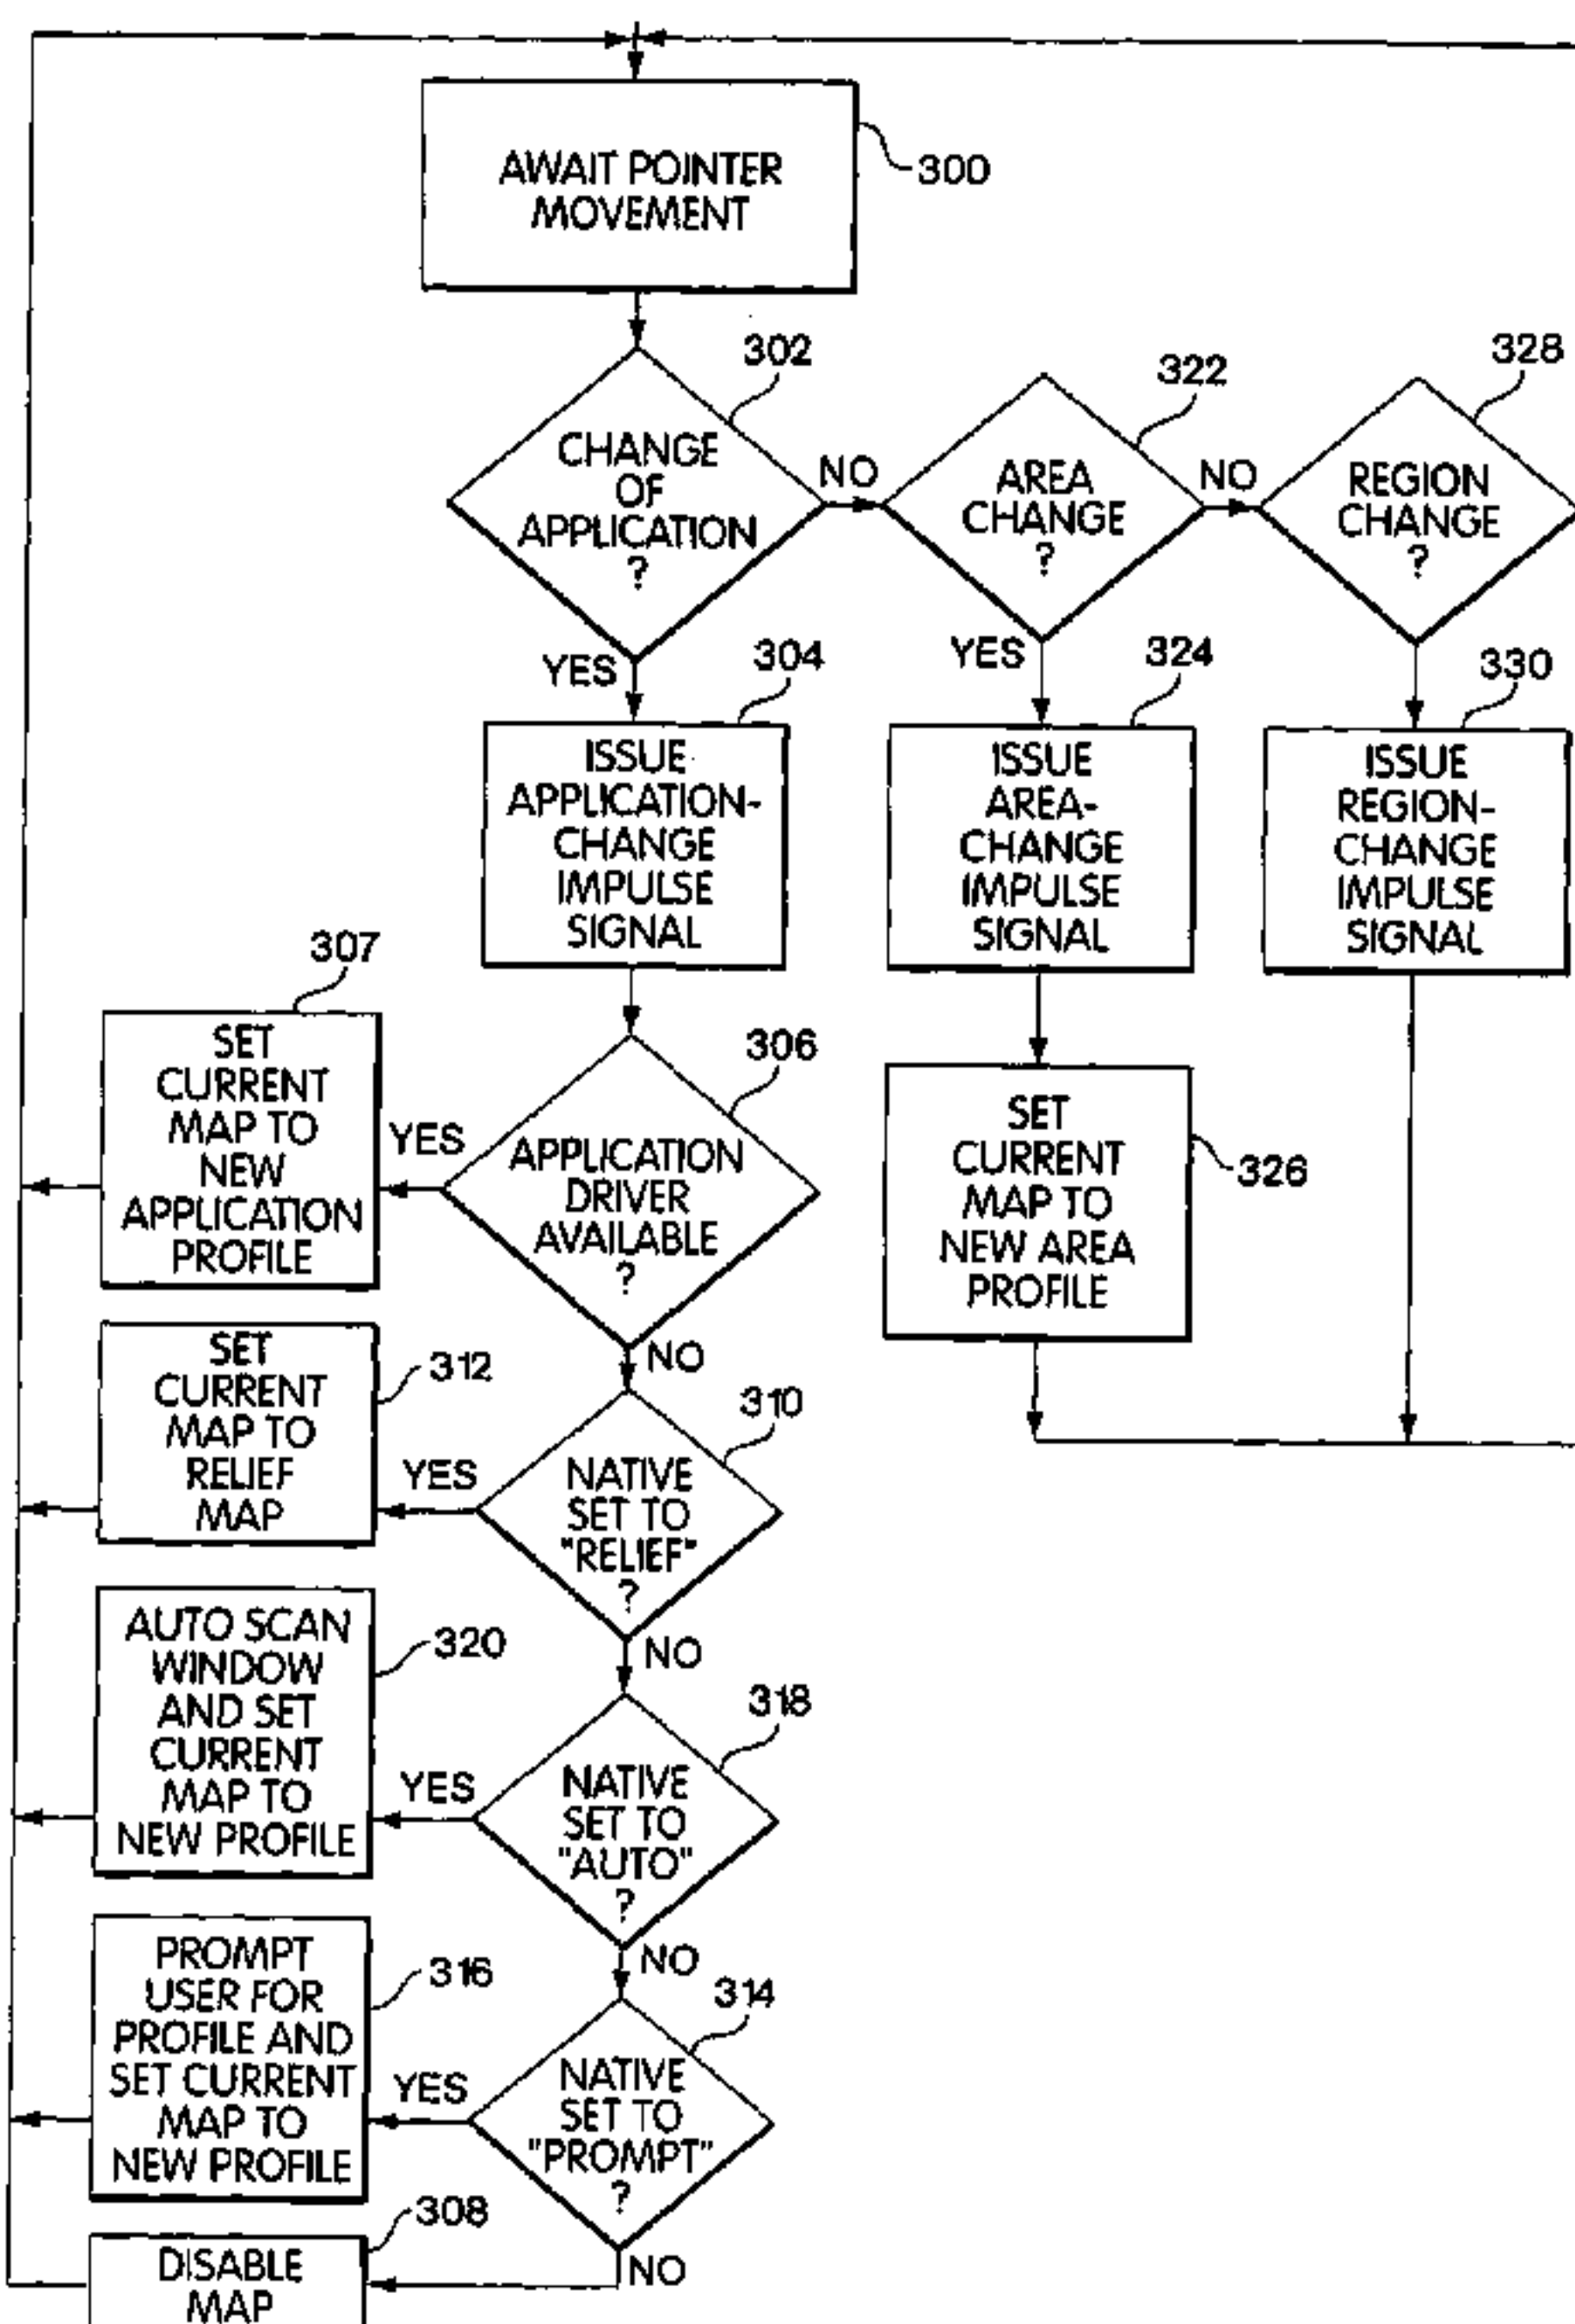 AWAIT POINTER
MOVEMENT
300
302
CHANGE
OF
APPLICATION
?
NO
322
AREA
CHANGE
?
NO
328
REGION
CHANGE
?
YES
304
ISSUE
APPLICATION-
CHANGE
IMPULSE
SIGNAL
YES
324
ISSUE
AREA-
CHANGE
IMPULSE
SIGNAL
330
ISSUE
REGION-
CHANGE
IMPULSE
SIGNAL
307
SET
CURRENT
MAP TO
NEW
APPLICATION
PROFILE
YES
306
APPLICATION
DRIVER
AVAILABLE
?
NO
SET
CURRENT
MAP TO
NEW AREA
PROFILE
326
SET
CURRENT
MAP TO
RELIEF
MAP
312
YES
310
NATIVE
SET TO
"RELIEF"
?
NO
AUTO SCAN
WINDOW
AND SET
CURRENT
MAP TO
NEW PROFILE
320
YES
318
NATIVE
SET TO
"AUTO"
?
NO
PROMPT
USER FOR
PROFILE AND
SET CURRENT
MAP TO
NEW PROFILE
316
YES
314
NATIVE
SET TO
"PROMPT"
?
NO
308
DISABLE
MAP